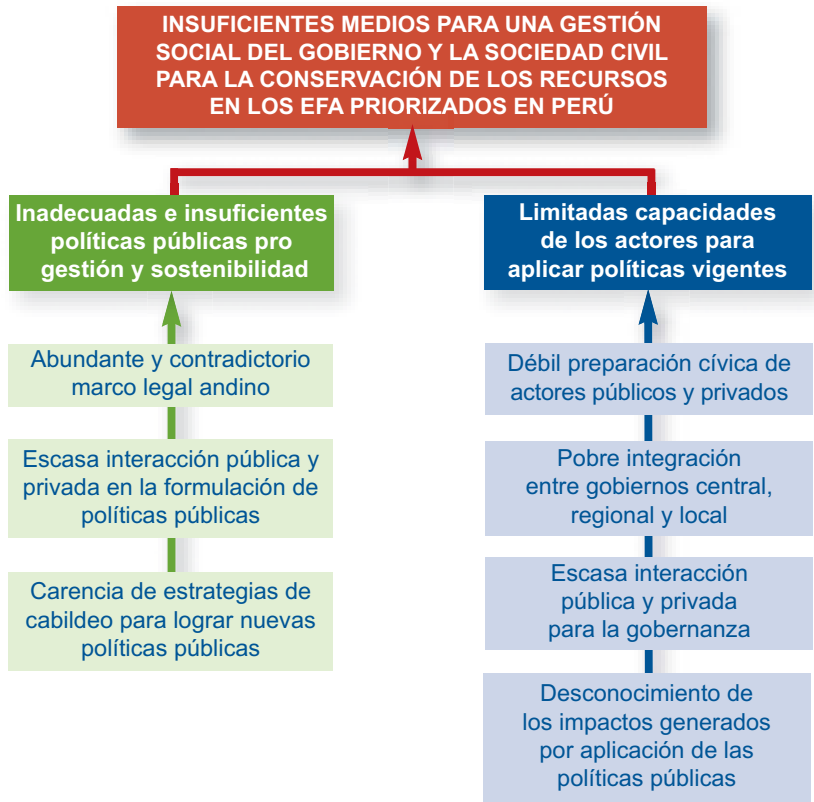 INSUFICIENTES MEDIOS PARA UNA GESTIÓN
SOCIAL DEL GOBIERNO Y LA SOCIEDAD CIVIL
PARA LA CONSERVACIÓN DE LOS RECURSOS
EN LOS EFA PRIORIZADOS EN PERÚ
Inadecuadas e insuficientes
políticas públicas pro
gestión y sostenibilidad
Abundante y contradictorio
marco legal andino
Escasa interacción pública y
privada en la formulación de
políticas públicas
Carencia de estrategias de
cabildeo para lograr nuevas
políticas públicas
Limitadas capacidades
de los actores para
aplicar políticas vigentes
Débil preparación cívica de
actores públicos y privados
Pobre integración
entre gobiernos central,
regional y local
Escasa interacción
pública y privada
para la gobernanza
Desconocimiento de
los impactos generados
por aplicación de las
políticas públicas